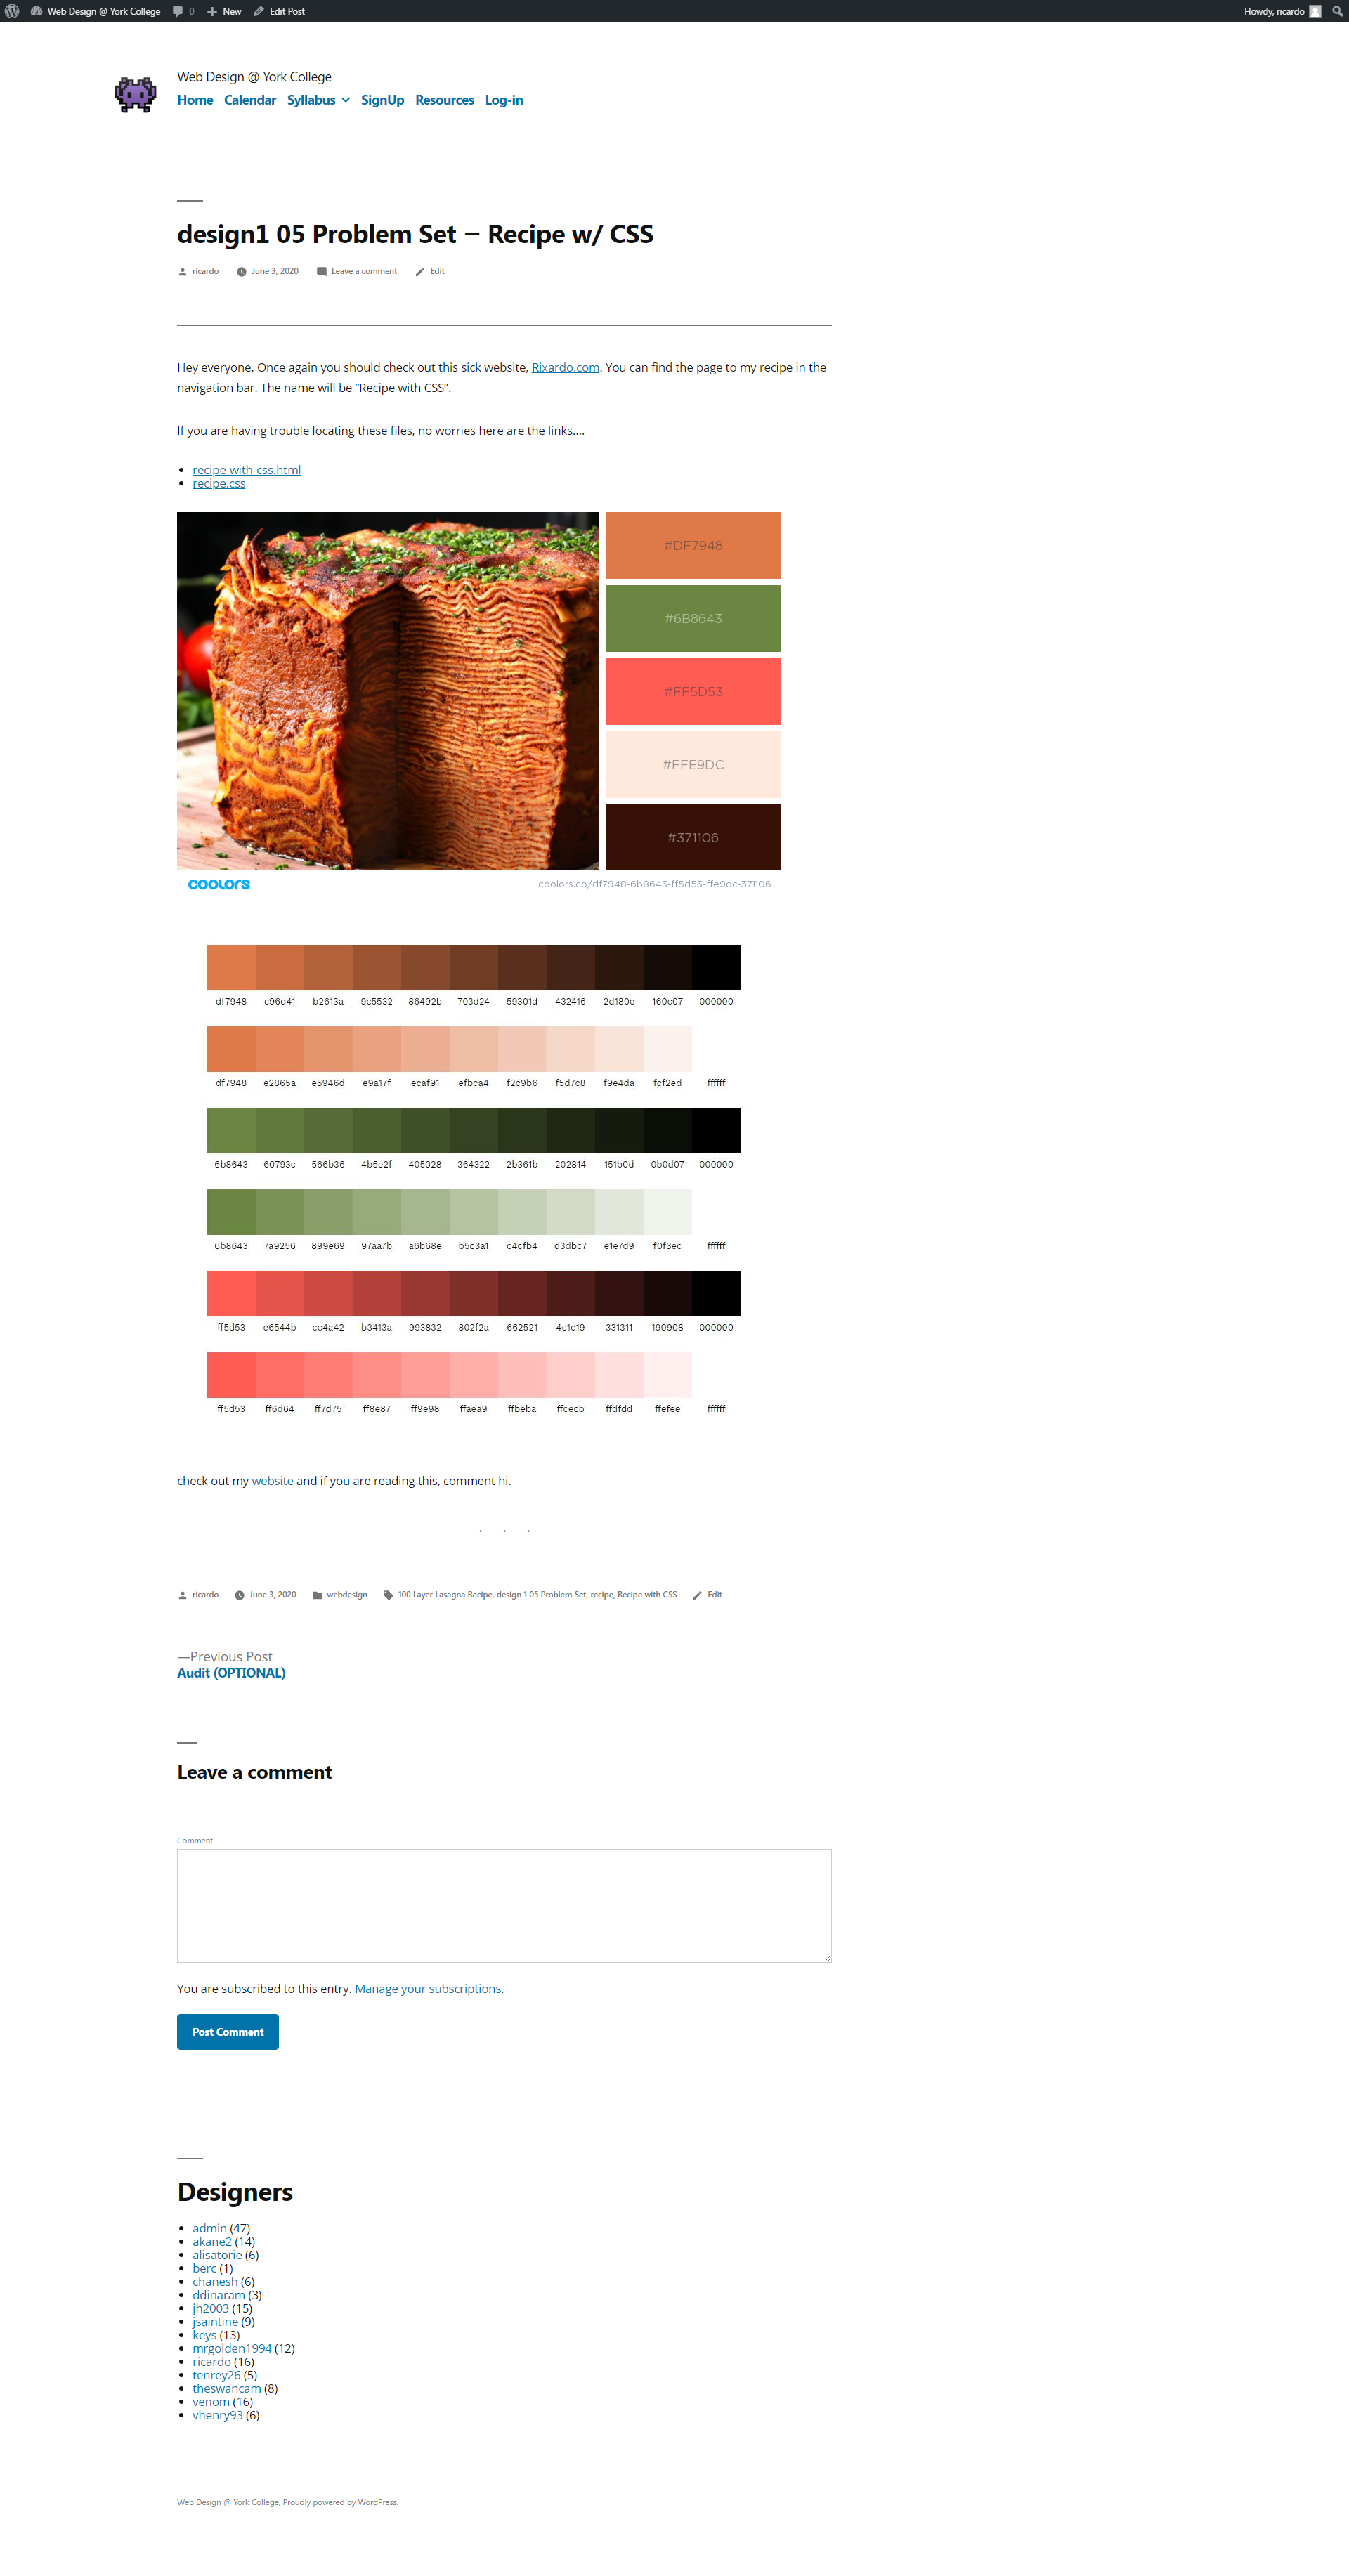 Web Design @ York College 0 New Edit Post Howdy, ricardo
Web Design @ York College
Home Calendar Syllabus SignUp Resources Log-in
design1 05 Problem Set – Recipe w/ CSS
ricardo June 3, 2020 Leave a comment Edit
Hey everyone. Once again you should check out this sick website, Rixardo.com. You can find the page to my recipe in the
navigation bar. The name will be “Recipe with CSS”.
If you are having trouble locating these files, no worries here are the links….
recipe-with-css.html
recipe.css
#DF7948
#6B8643
#FF5D53
#FFE9DC
#371106
coolors coolors.co/df7948-6b8643-ff5d53-ffe9dc-371106
df7948 c96d41 b2613a 9c5532 86492b 703d24 59301d 432416 2d180e 160c07 000000
df7948 e2865a e5946d e9a17f ecaf91 efbca4 f2c9b6 f5d7c8 f9e4da fcf2ed ffffff
6b8643 60793c 566b36 4b5e2f 405028 364322 2b361b 202814 151b0d 0b0d07 000000
6b8643 7a9256 899e69 97aa7b a6b68e b5c3a1 c4cfb4 d3dbc7 e1e7d9 f0f3ec ffffff
ff5d53 e6544b cc4a42 b3413a 993832 802f2a 662521 4c1c19 331311 190908 000000
ff5d53 ff6d64 ff7d75 ff8e87 ff9e98 ffaea9 ffbeba ffcecb ffdfdd ffefee ffffff
check out my website and if you are reading this, comment hi.
. . .
ricardo June 3, 2020 webdesign 100 Layer Lasagna Recipe, design 1 05 Problem Set, recipe, Recipe with CSS Edit
—Previous Post
Audit (OPTIONAL)
Leave a comment
Comment
You are subscribed to this entry. Manage your subscriptions.
Post Comment
Designers
admin (47)
akane2 (14)
alisatorie (6)
berc (1)
chanesh (6)
ddinaram (3)
jh2003 (15)
jsaintine (9)
keys (13)
mrgolden1994 (12)
ricardo (16)
tenrey26 (5)
theswancam (8)
venom (16)
vhenry93 (6)
Web Design @ York College, Proudly powered by WordPress.